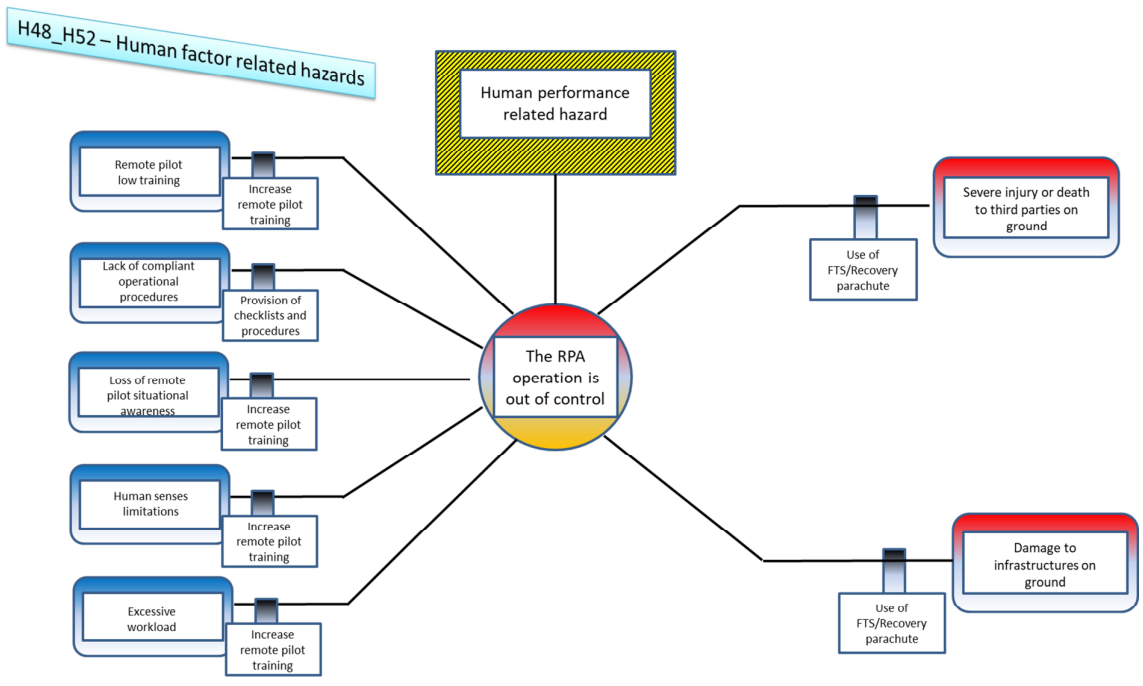 H48_H52 – Human factor related hazards
Human performance
related hazard
Remote pilot
low training
Increase
remote pilot
training
Lack of compliant
operational
procedures
Provision of
checklists and
procedures
Loss of remote
pilot situational
awareness
Increase
remote pilot
training
Human senses
limitations
Increase
remote pilot
training
Excessive
workload
Increase
remote pilot
training
The RPA
operation is
out of control
Use of
FTS/Recovery
parachute
Severe injury or death
to third parties on
ground
Use of
FTS/Recovery
parachute
Damage to
infrastructures on
ground